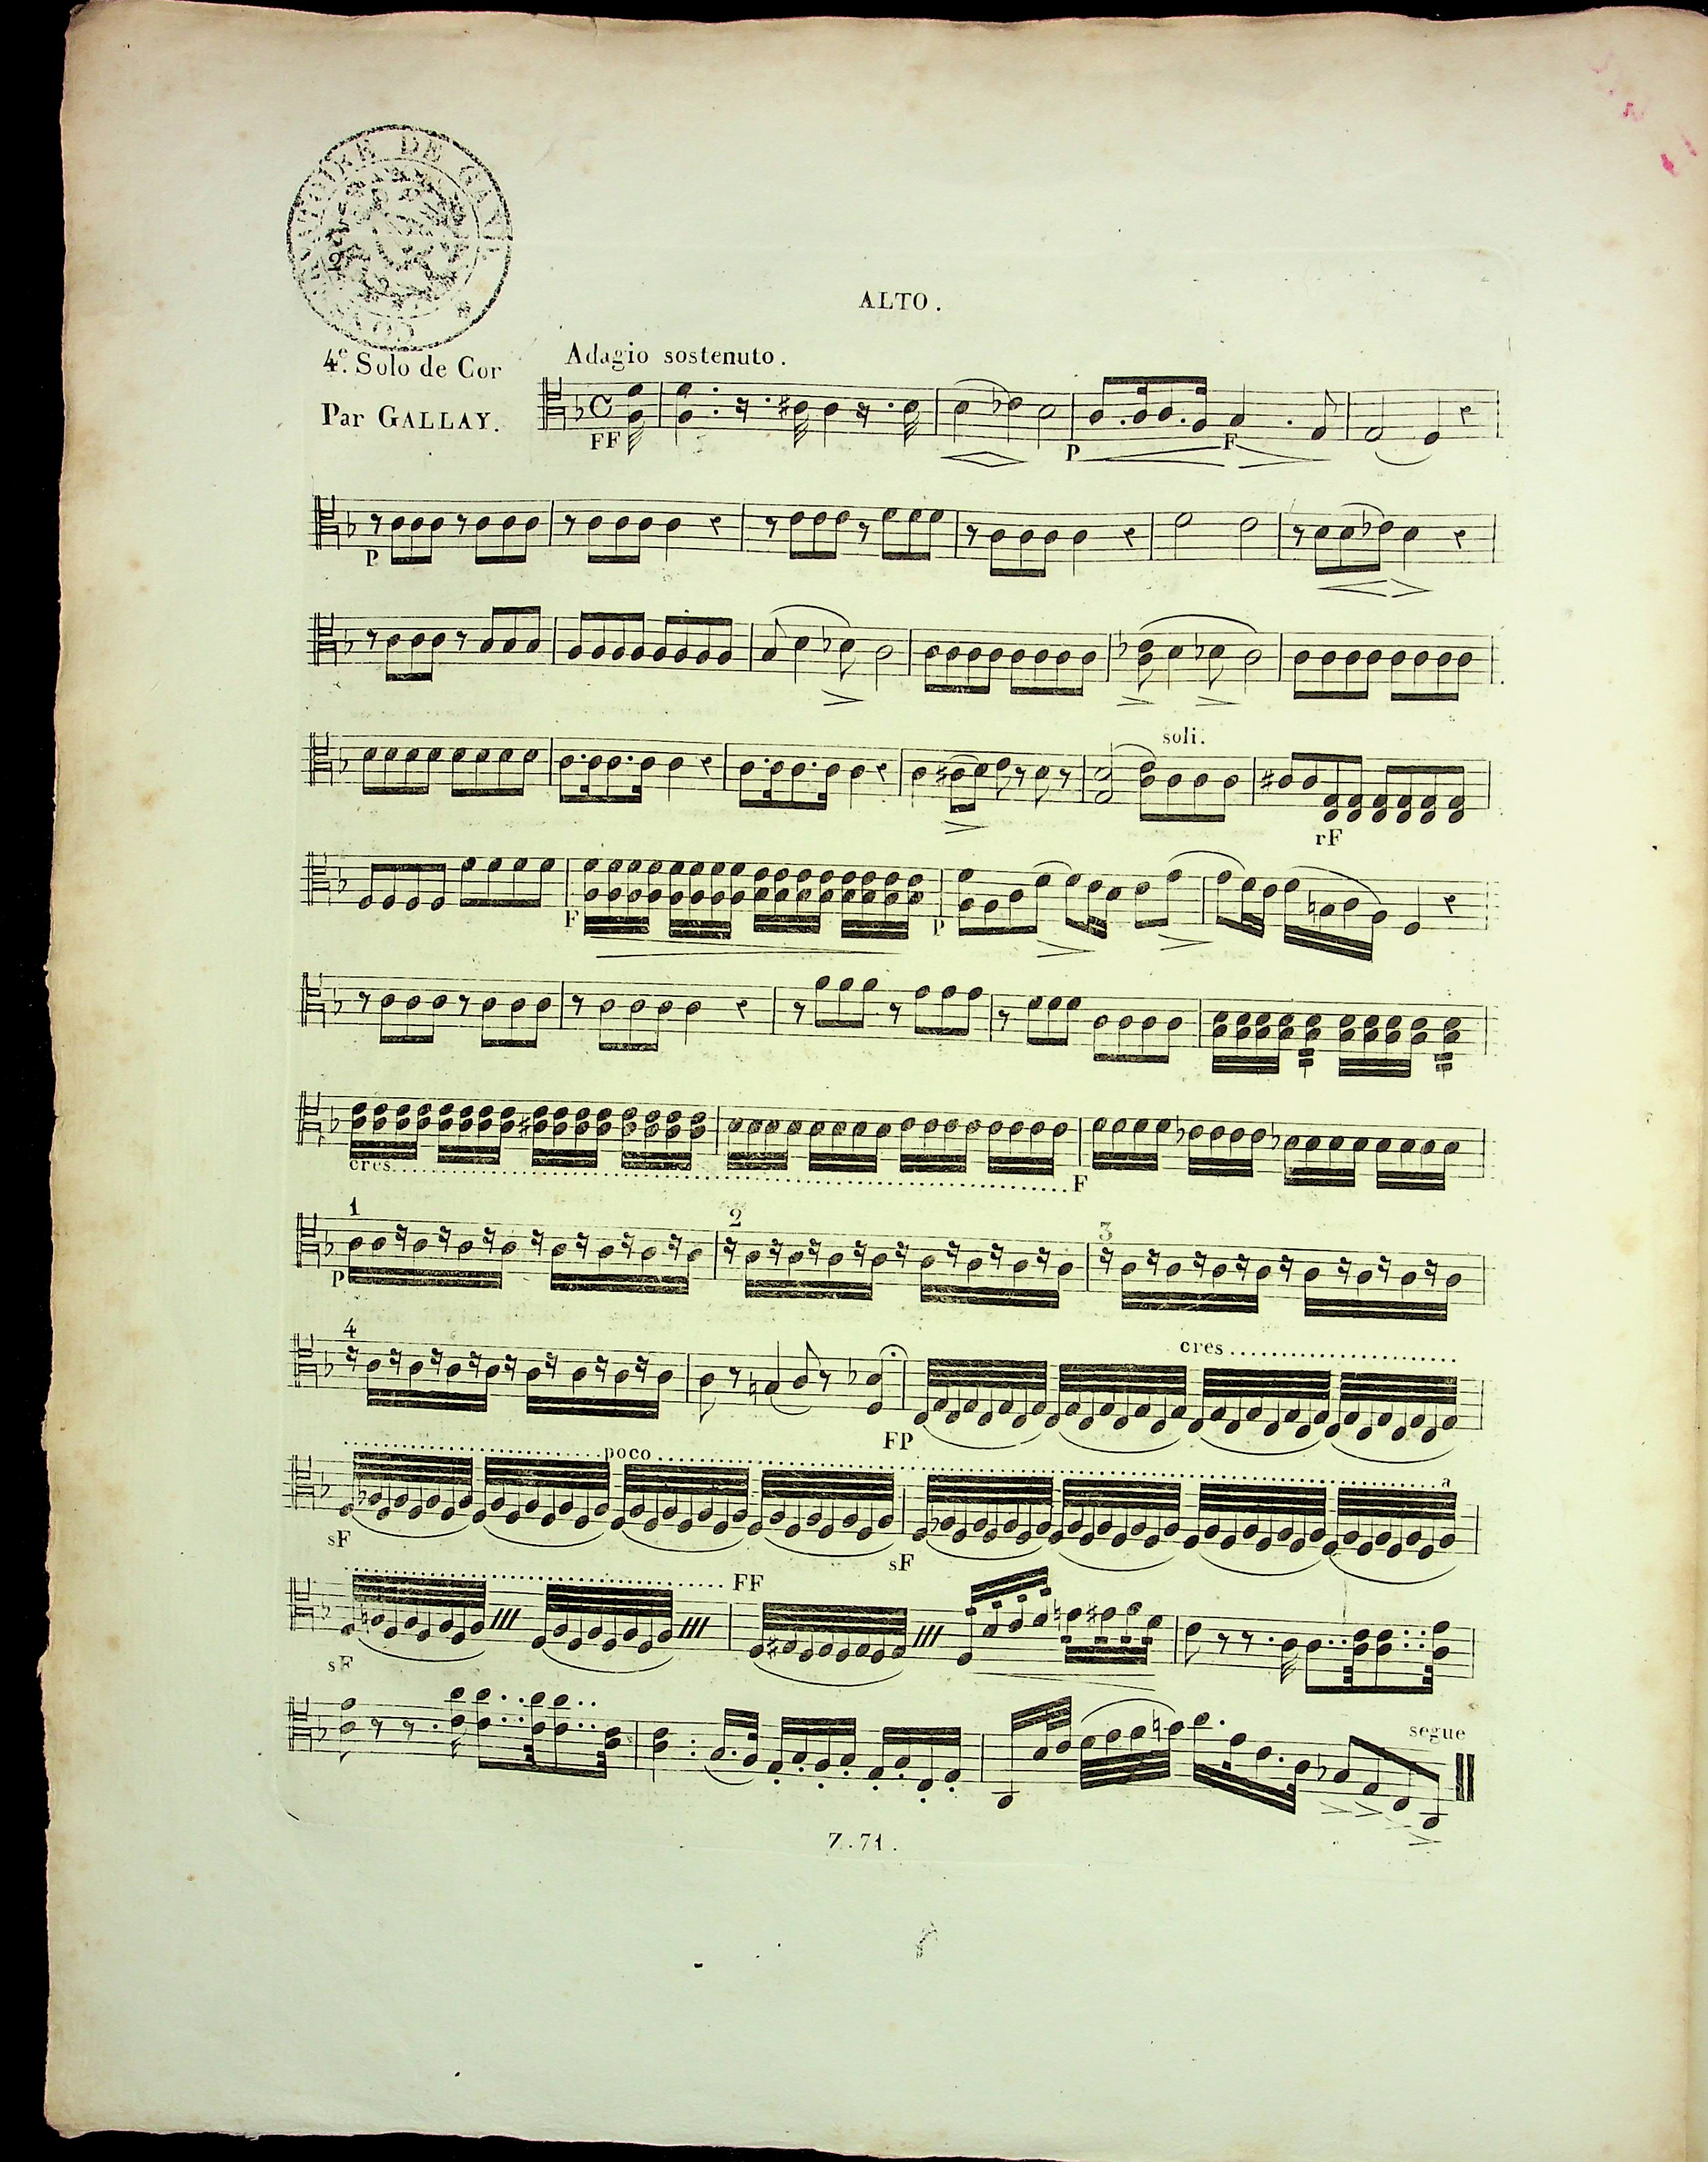 ALTO.
4e. Solo de Cor
Par GALLAY.
Adagio sostenuto.
FF
P
F
P
soli.
rF
F
P
cres
F
1
2
3
P
4
cres
FP
poco
a
sF
sF
FF
sF
segue
Z.71.